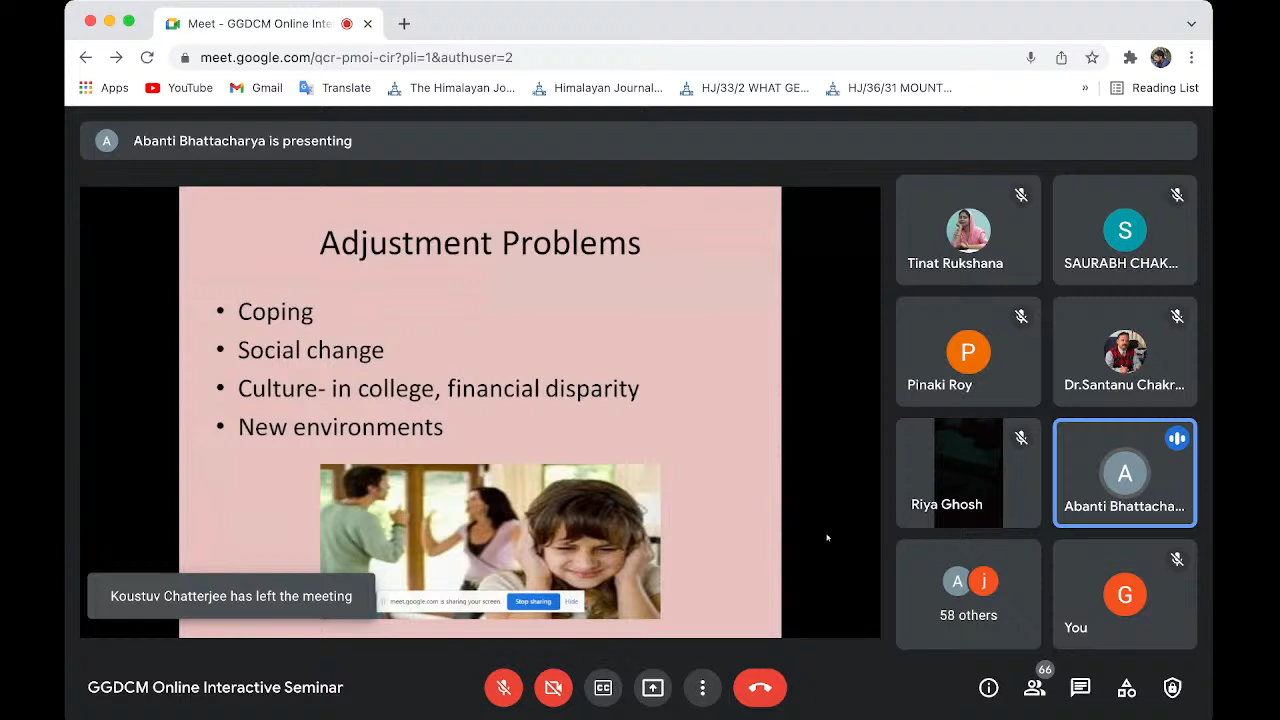 Meet - GGDCM Online Inte
meet.google.com/qcr-pmoi-cir?pli=1&authuser=2
Apps
YouTube
Gmail
Translate
The Himalayan Jo...
Himalayan Journal...
HJ/33/2 WHAT GE...
HJ/36/31 MOUNT...
»
Reading List
A
Abanti Bhattacharya is presenting
Adjustment Problems
• Coping
• Social change
• Culture- in college, financial disparity
• New environments
Koustuv Chatterjee has left the meeting
meet.google.com is sharing your screen.
Stop sharing
Hide
Tinat Rukshana
S
SAURABH CHAK...
P
Pinaki Roy
Dr.Santanu Chakr...
Riya Ghosh
A
Abanti Bhattacha...
A j
58 others
G
You
GGDCM Online Interactive Seminar
CC
66